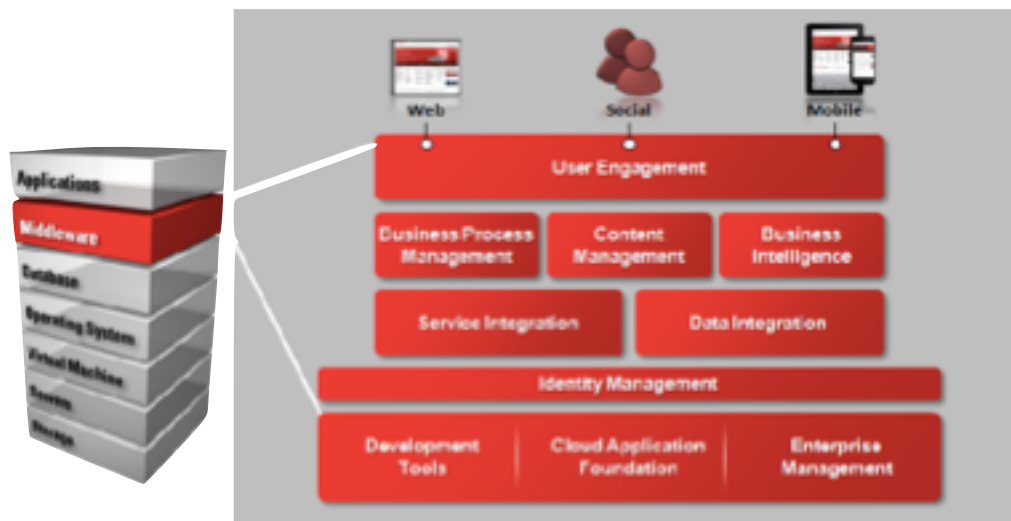 Applications
Middleware
Database
Operating System
Virtual Machine
Servers
Storage
Web
Social
Mobile
User Engagement
Business Process
Management
Content
Management
Business
Intelligence
Service Integration
Data Integration
Identity Management
Development
Tools
Cloud Application
Foundation
Enterprise
Management